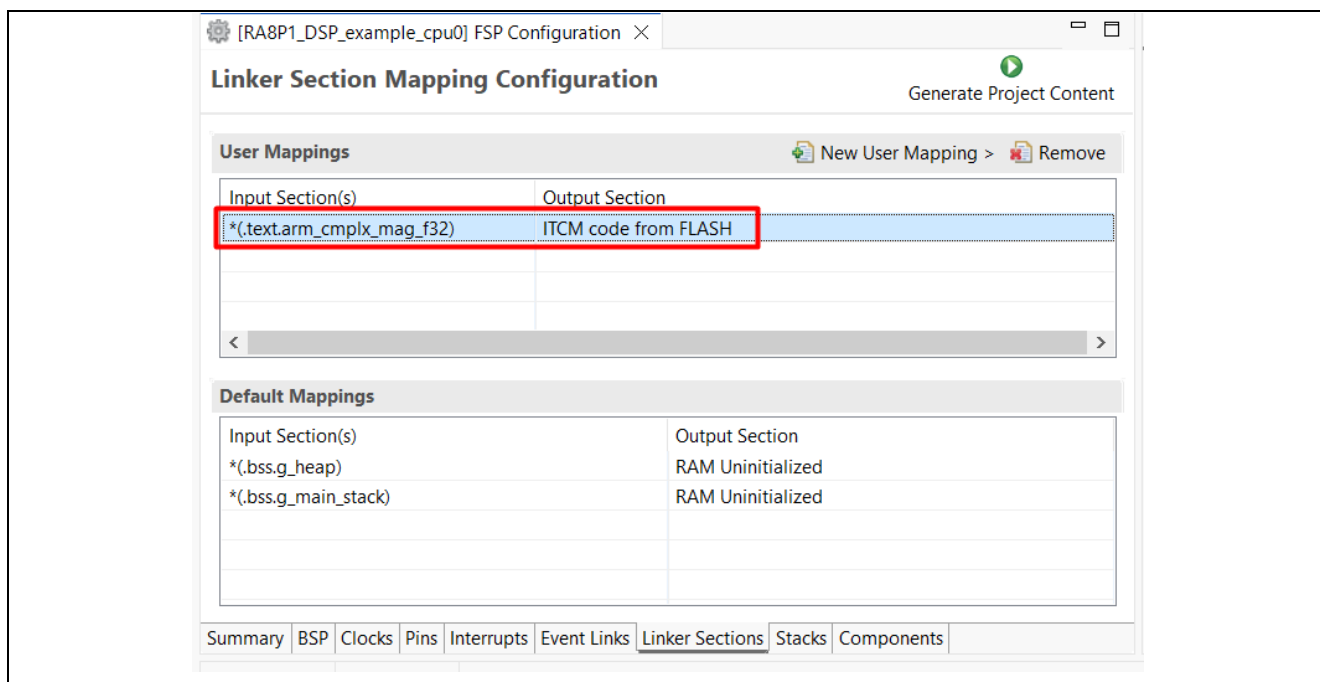 [RA8P1_DSP_example_cpu0] FSP Configuration
Linker Section Mapping Configuration
Generate Project Content
User Mappings New User Mapping > Remove
Input Section(s) Output Section
*(.text.arm_cmplx_mag_f32) ITCM code from FLASH
Default Mappings
Input Section(s) Output Section
*(.bss.g_heap) RAM Uninitialized
*(.bss.g_main_stack) RAM Uninitialized
Summary BSP Clocks Pins Interrupts Event Links Linker Sections Stacks Components